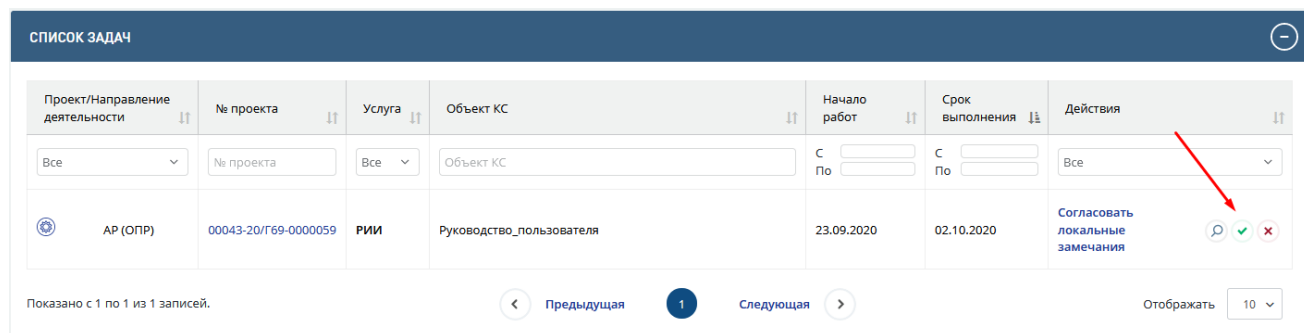 СПИСОК ЗАДАЧ
Проект/Направление
деятельности
№ проекта
Услуга
Объект КС
Начало
работ
Срок
выполнения
Действия
Все
№ проекта
Все
Объект КС
С
По
С
По
Все
АР (ОПР)
00043-20/Г69-0000059
РИИ
Руководство_пользователя
23.09.2020
02.10.2020
Согласовать
локальные
замечания
Показано с 1 по 1 из 1 записей.
Предыдущая
1
Следующая
Отображать
10